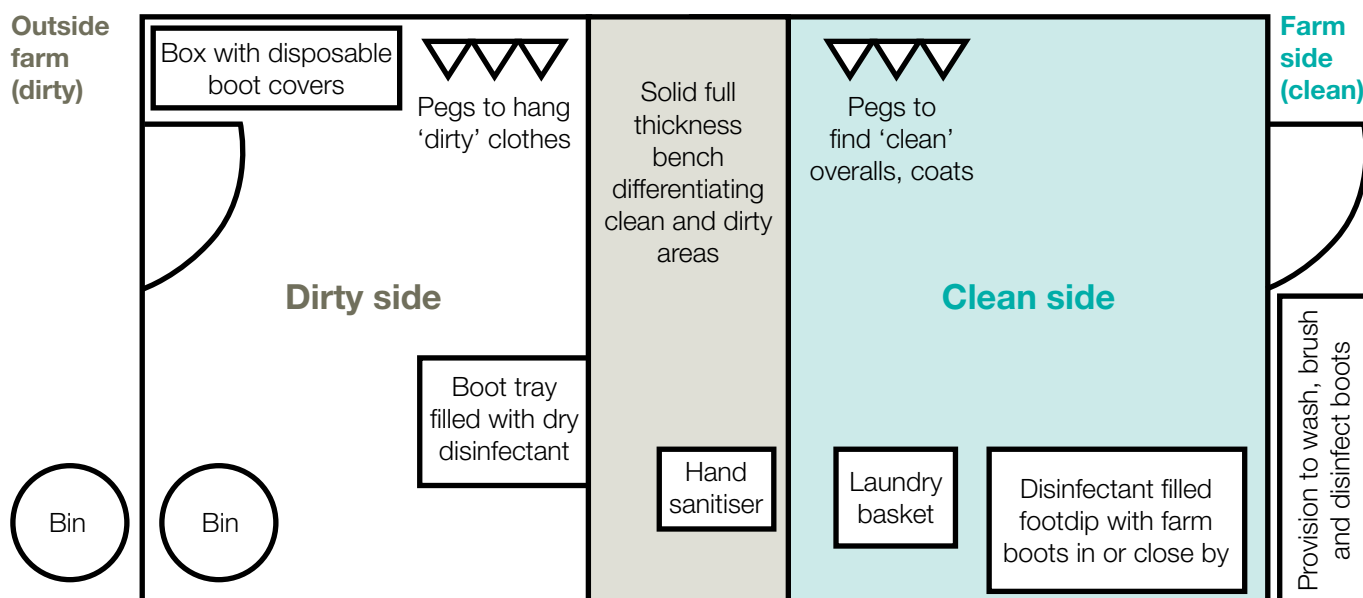 Outside
farm
(dirty)
Box with disposable
boot covers
Pegs to hang
‘dirty’ clothes
Dirty side
Boot tray
filled with dry
disinfectant
Bin
Bin
Solid full
thickness
bench
differentiating
clean and dirty
areas
Hand
sanitiser
Pegs to
find ‘clean’
overalls, coats
Clean side
Laundry
basket
Disinfectant filled
footdip with farm
boots in or close by
Farm
side
(clean)
Provision to wash, brush
and disinfect boots